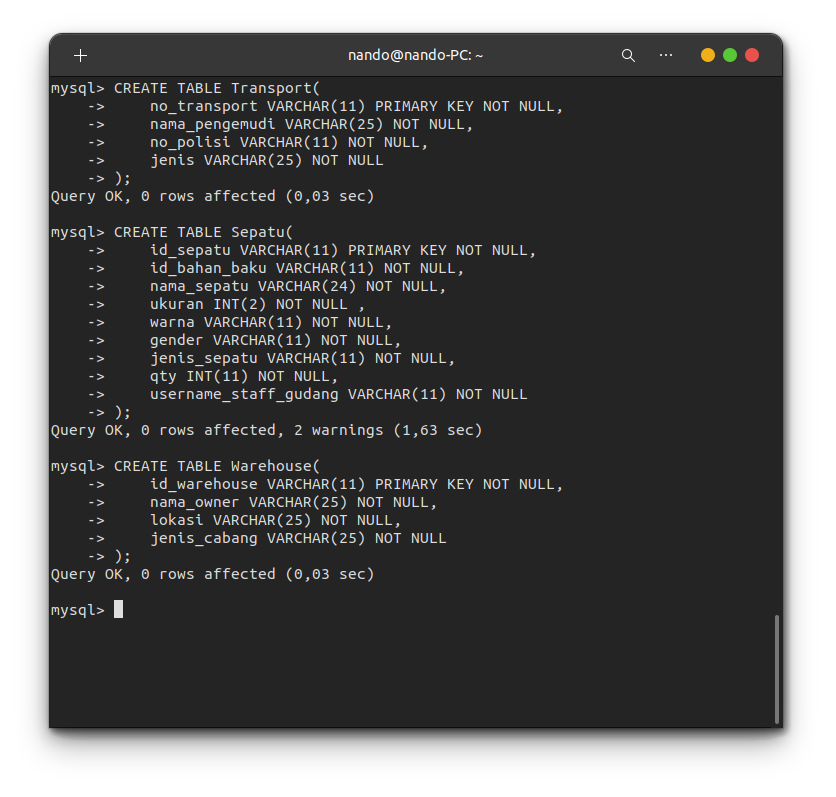 nando@nando-PC: ~
mysql> CREATE TABLE Transport(
    ->     no_transport VARCHAR(11) PRIMARY KEY NOT NULL,
    ->     nama_pengemudi VARCHAR(25) NOT NULL,
    ->     no_polisi VARCHAR(11) NOT NULL,
    ->     jenis VARCHAR(25) NOT NULL
    -> );
Query OK, 0 rows affected (0,03 sec)

mysql> CREATE TABLE Sepatu(
    ->     id_sepatu VARCHAR(11) PRIMARY KEY NOT NULL,
    ->     id_bahan_baku VARCHAR(11) NOT NULL,
    ->     nama_sepatu VARCHAR(24) NOT NULL,
    ->     ukuran INT(2) NOT NULL ,
    ->     warna VARCHAR(11) NOT NULL,
    ->     gender VARCHAR(11) NOT NULL,
    ->     jenis_sepatu VARCHAR(11) NOT NULL,
    ->     qty INT(11) NOT NULL,
    ->     username_staff_gudang VARCHAR(11) NOT NULL
    -> );
Query OK, 0 rows affected, 2 warnings (1,63 sec)

mysql> CREATE TABLE Warehouse(
    ->     id_warehouse VARCHAR(11) PRIMARY KEY NOT NULL,
    ->     nama_owner VARCHAR(25) NOT NULL,
    ->     lokasi VARCHAR(25) NOT NULL,
    ->     jenis_cabang VARCHAR(25) NOT NULL
    -> );
Query OK, 0 rows affected (0,03 sec)

mysql>